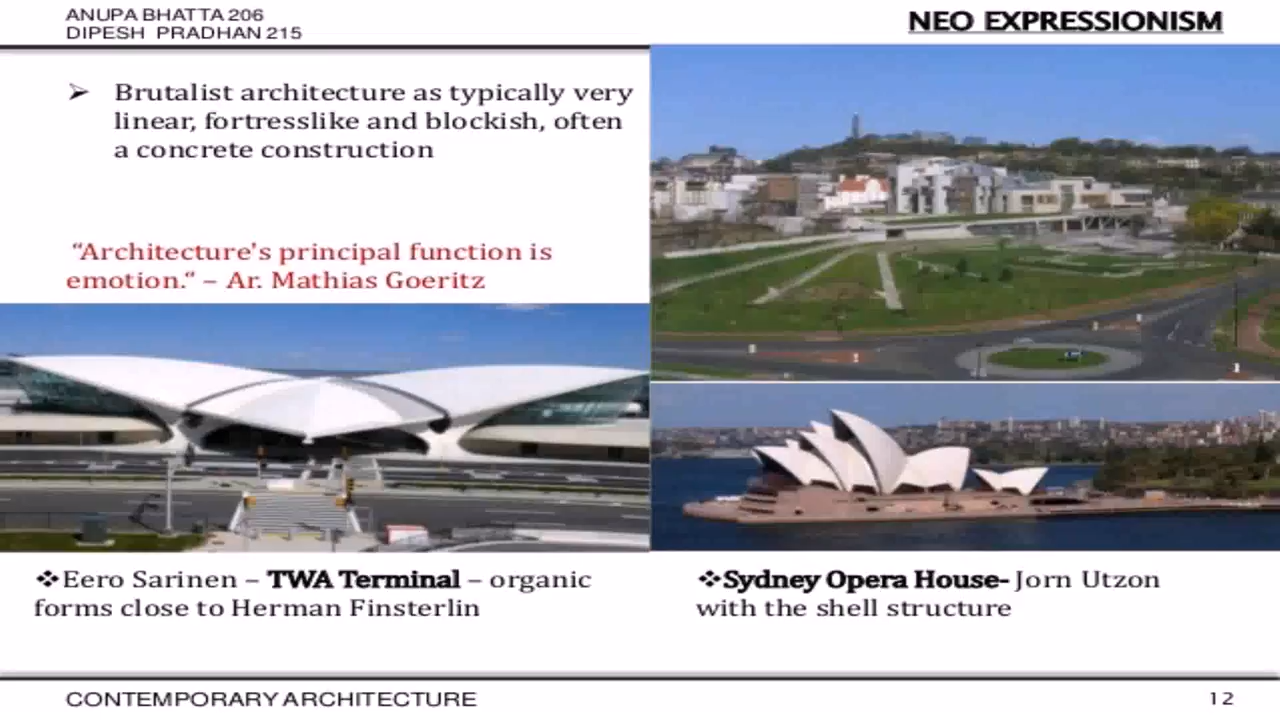 ANUPA BHATTA 206
DIPESH PRADHAN 215
NEO EXPRESSIONISM
➢ Brutalist architecture as typically very
linear, fortresslike and blockish, often
a concrete construction
“Architecture's principal function is
emotion.“ – Ar. Mathias Goeritz
❖Eero Sarinen – TWA Terminal – organic
forms close to Herman Finsterlin
❖Sydney Opera House- Jorn Utzon
with the shell structure
CONTEMPORARY ARCHITECTURE
12